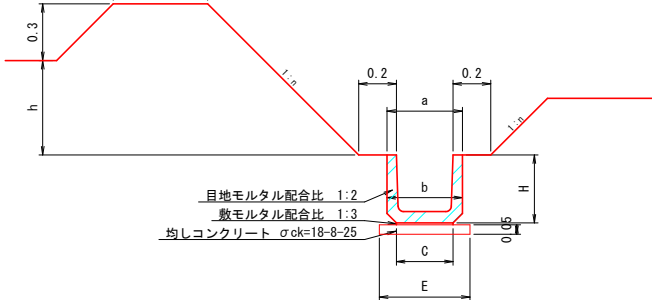 0.3
h
1:n
0.2
0.2
a
1:n
b
H
目地モルタル配合比 1:2
敷モルタル配合比 1:3
均しコンクリート σck=18-8-25
0.05
C
E